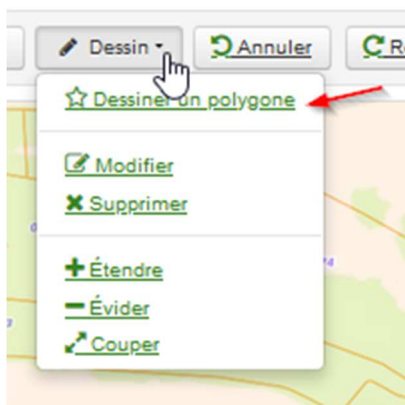 Dessin Annuler R
Dessiner un polygone
Modifier
Supprimer
Étendre
Évider
Couper